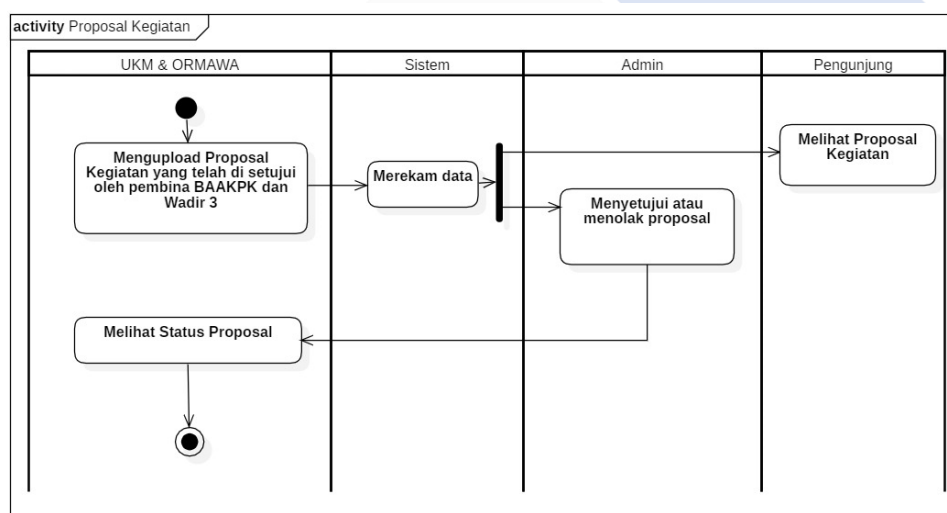 activity Proposal Kegiatan
UKM & ORMAWA
Sistem
Admin
Pengunjung
Mengupload Proposal
Kegiatan yang telah di setujui
oleh pembina BAAKPK dan
Wadir 3
Merekam data
Melihat Proposal
Kegiatan
Menyetujui atau
menolak proposal
Melihat Status Proposal